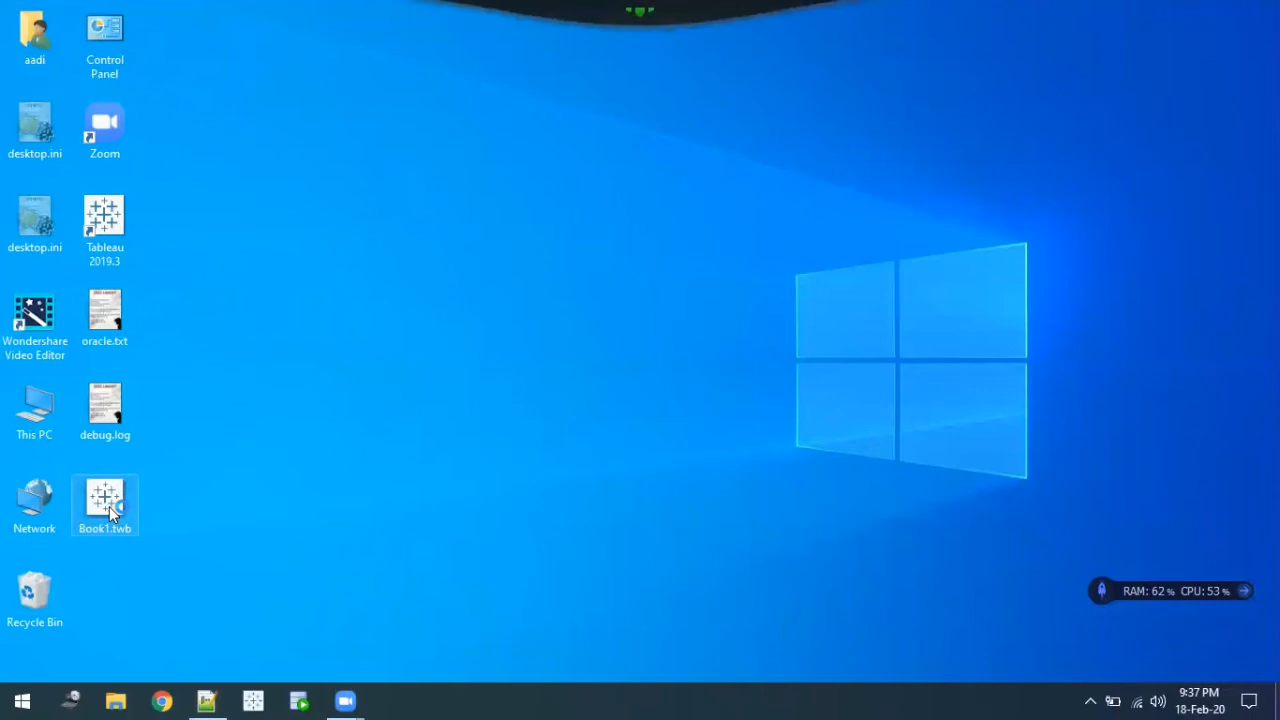 aadi
Control
Panel
desktop.ini
Zoom
desktop.ini
Tableau
2019.3
Wondershare
Video Editor
oracle.txt
This PC
debug.log
Network
Book1.twb
Recycle Bin
RAM: 62 % CPU: 53 %
9:37 PM
18-Feb-20